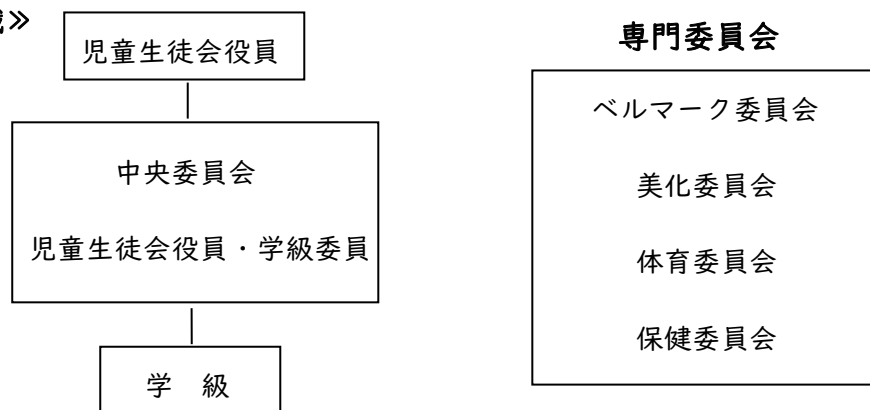 》
児童生徒会役員
中央委員会
児童生徒会役員・学級委員
学　級
専門委員会
ベルマーク委員会
美化委員会
体育委員会
保健委員会